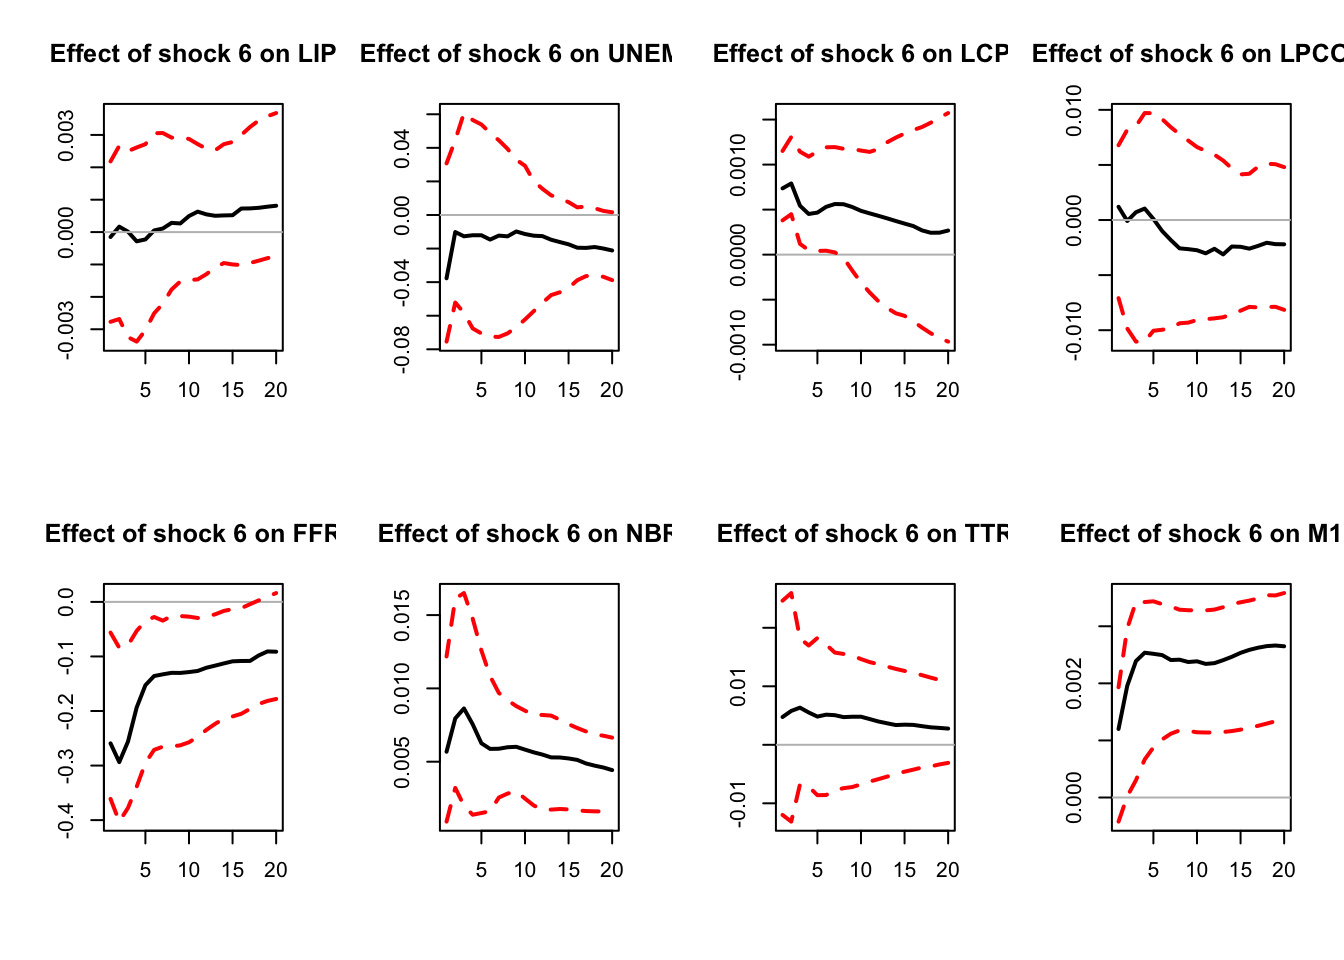 Effect of shock 6 on LIP
Effect of shock 6 on UNEM
Effect of shock 6 on LCP
Effect of shock 6 on LPCO
0.003
0.000
-0.003
5 10 15 20
0.04
0.00
-0.04
-0.08
5 10 15 20
0.0010
0.0000
-0.0010
5 10 15 20
0.010
0.000
-0.010
5 10 15 20
Effect of shock 6 on FFR
Effect of shock 6 on NBR
Effect of shock 6 on TTR
Effect of shock 6 on M1
0.0
-0.1
-0.2
-0.3
-0.4
5 10 15 20
0.015
0.010
0.005
5 10 15 20
0.01
-0.01
5 10 15 20
0.002
0.000
5 10 15 20